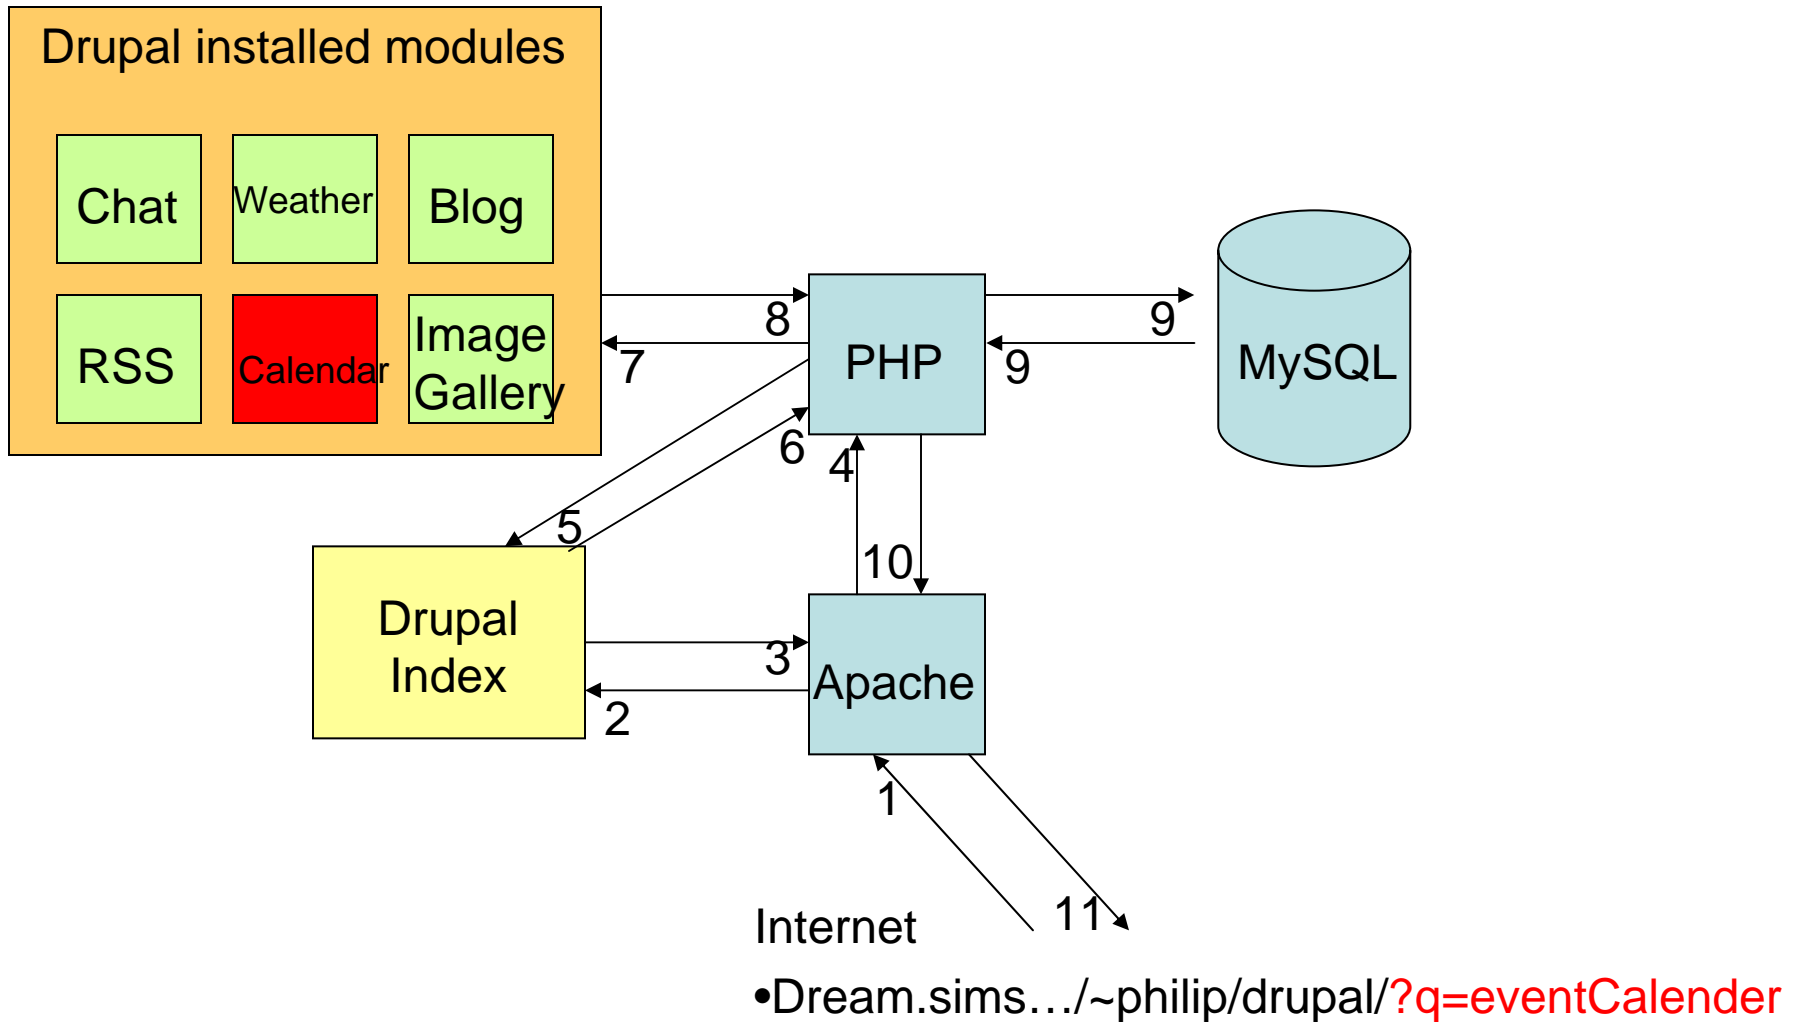 Drupal installed modules
Chat
Weather
Blog
RSS
Calendar
Image
Gallery
8
7
PHP
9
9
MySQL
6
4
5
10
Drupal
Index
3
2
Apache
1
11
Internet
•Dream.sims…/~philip/drupal/?q=eventCalender